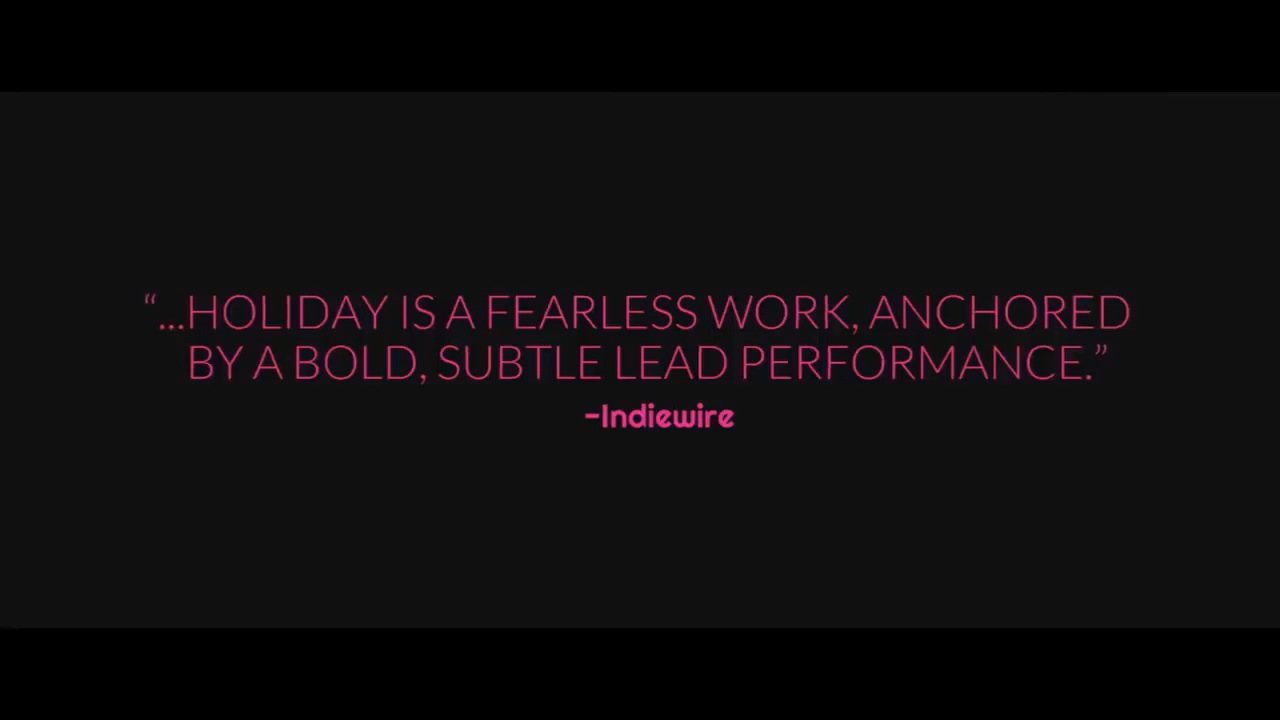 “...HOLIDAY IS A FEARLESS WORK, ANCHORED
BY A BOLD, SUBTLE LEAD PERFORMANCE.”
-Indiewire